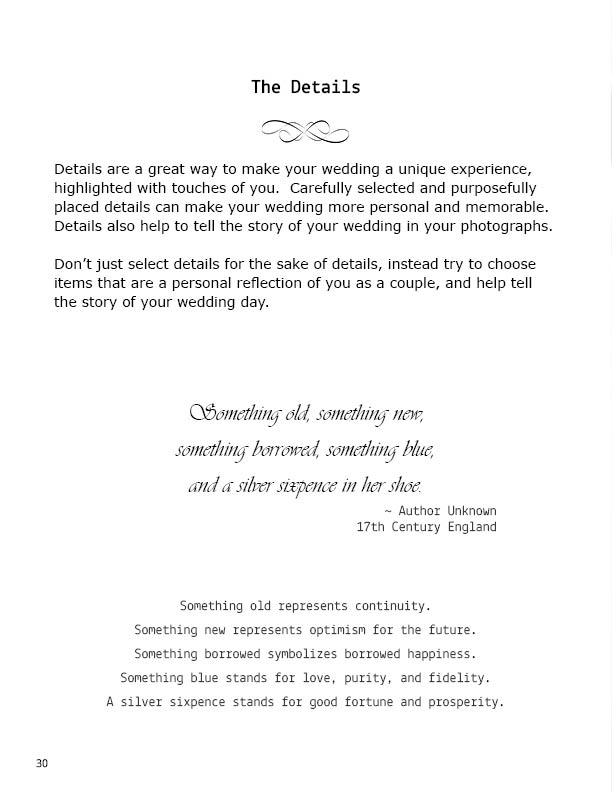 The Details
Details are a great way to make your wedding a unique experience,
highlighted with touches of you.  Carefully selected and purposefully
placed details can make your wedding more personal and memorable.
Details also help to tell the story of your wedding in your photographs.
Don’t just select details for the sake of details, instead try to choose
items that are a personal reflection of you as a couple, and help tell
the story of your wedding day.
Something old, something new,
something borrowed, something blue,
and a silver sixpence in her shoe.
~ Author Unknown
17th Century England
Something old represents continuity.
Something new represents optimism for the future.
Something borrowed symbolizes borrowed happiness.
Something blue stands for love, purity, and fidelity.
A silver sixpence stands for good fortune and prosperity.
30